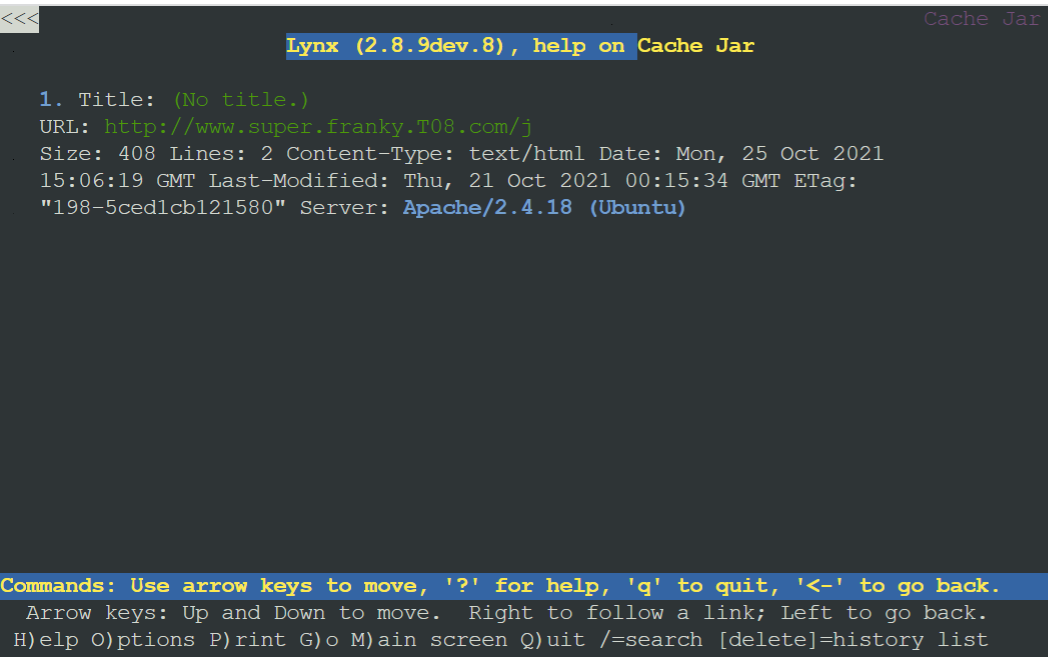 <<< Cache Jar
Lynx (2.8.9dev.8), help on Cache Jar
1. Title: (No title.)
URL: http://www.super.franky.T08.com/j
Size: 408 Lines: 2 Content-Type: text/html Date: Mon, 25 Oct 2021
15:06:19 GMT Last-Modified: Thu, 21 Oct 2021 00:15:34 GMT ETag:
"198-5ced1cb121580" Server: Apache/2.4.18 (Ubuntu)
Commands: Use arrow keys to move, '?' for help, 'q' to quit, '<-' to go back.
Arrow keys: Up and Down to move. Right to follow a link; Left to go back.
H)elp O)ptions P)rint G)o M)ain screen Q)uit /=search [delete]=history list